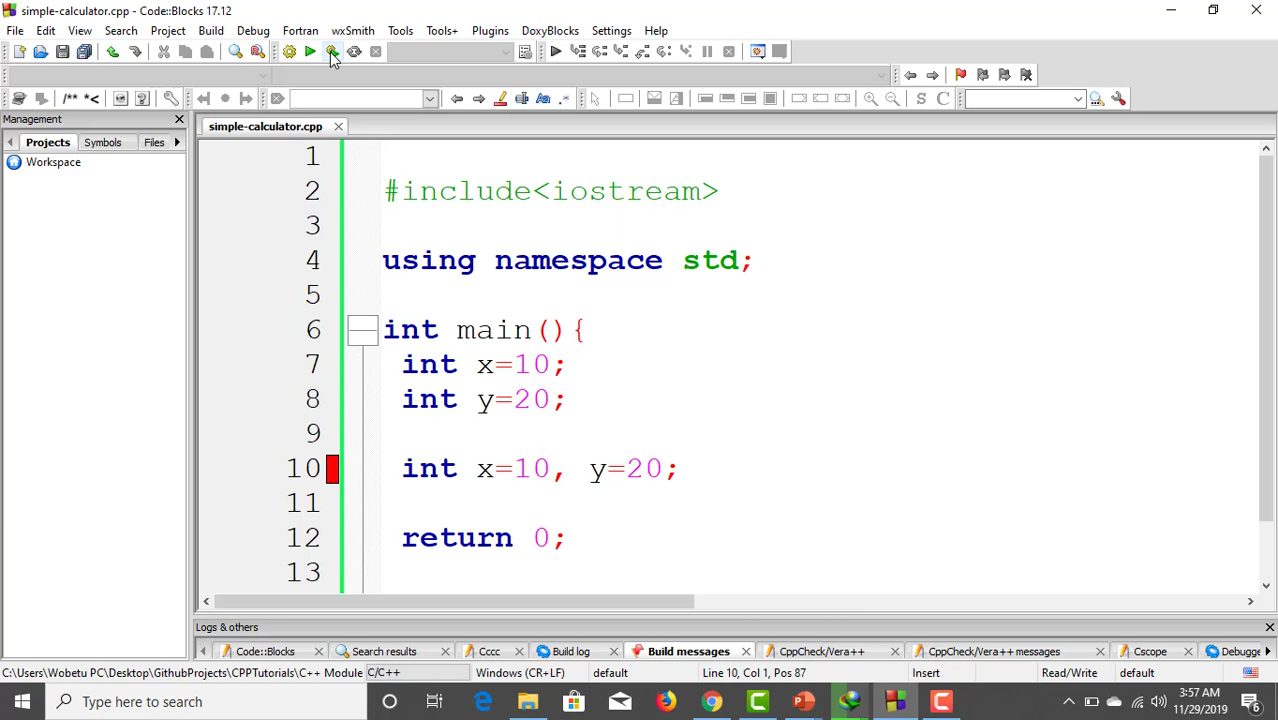 simple-calculator.cpp - Code::Blocks 17.12
File Edit View Search Project Build Debug Fortran wxSmith Tools Tools+ Plugins DoxyBlocks Settings Help
/** *<
S C
Management
simple-calculator.cpp
Projects Symbols Files
Workspace
1
2 #include<iostream>
3
4 using namespace std;
5
6 int main(){
7 int x=10;
8 int y=20;
9
10 int x=10, y=20;
11
12 return 0;
13
Logs & others
Code::Blocks Search results Cccc Build log Build messages CppCheck/Vera++ CppCheck/Vera++ messages Cscope Debugge
C:\Users\Wobetu PC\Desktop\GithubProjects\CPPTutorials\C++ Module C/C++ Windows (CR+LF) default Line 10, Col 1, Pos 87 Insert Read/Write default
Type here to search
3:57 AM
11/29/2019
6